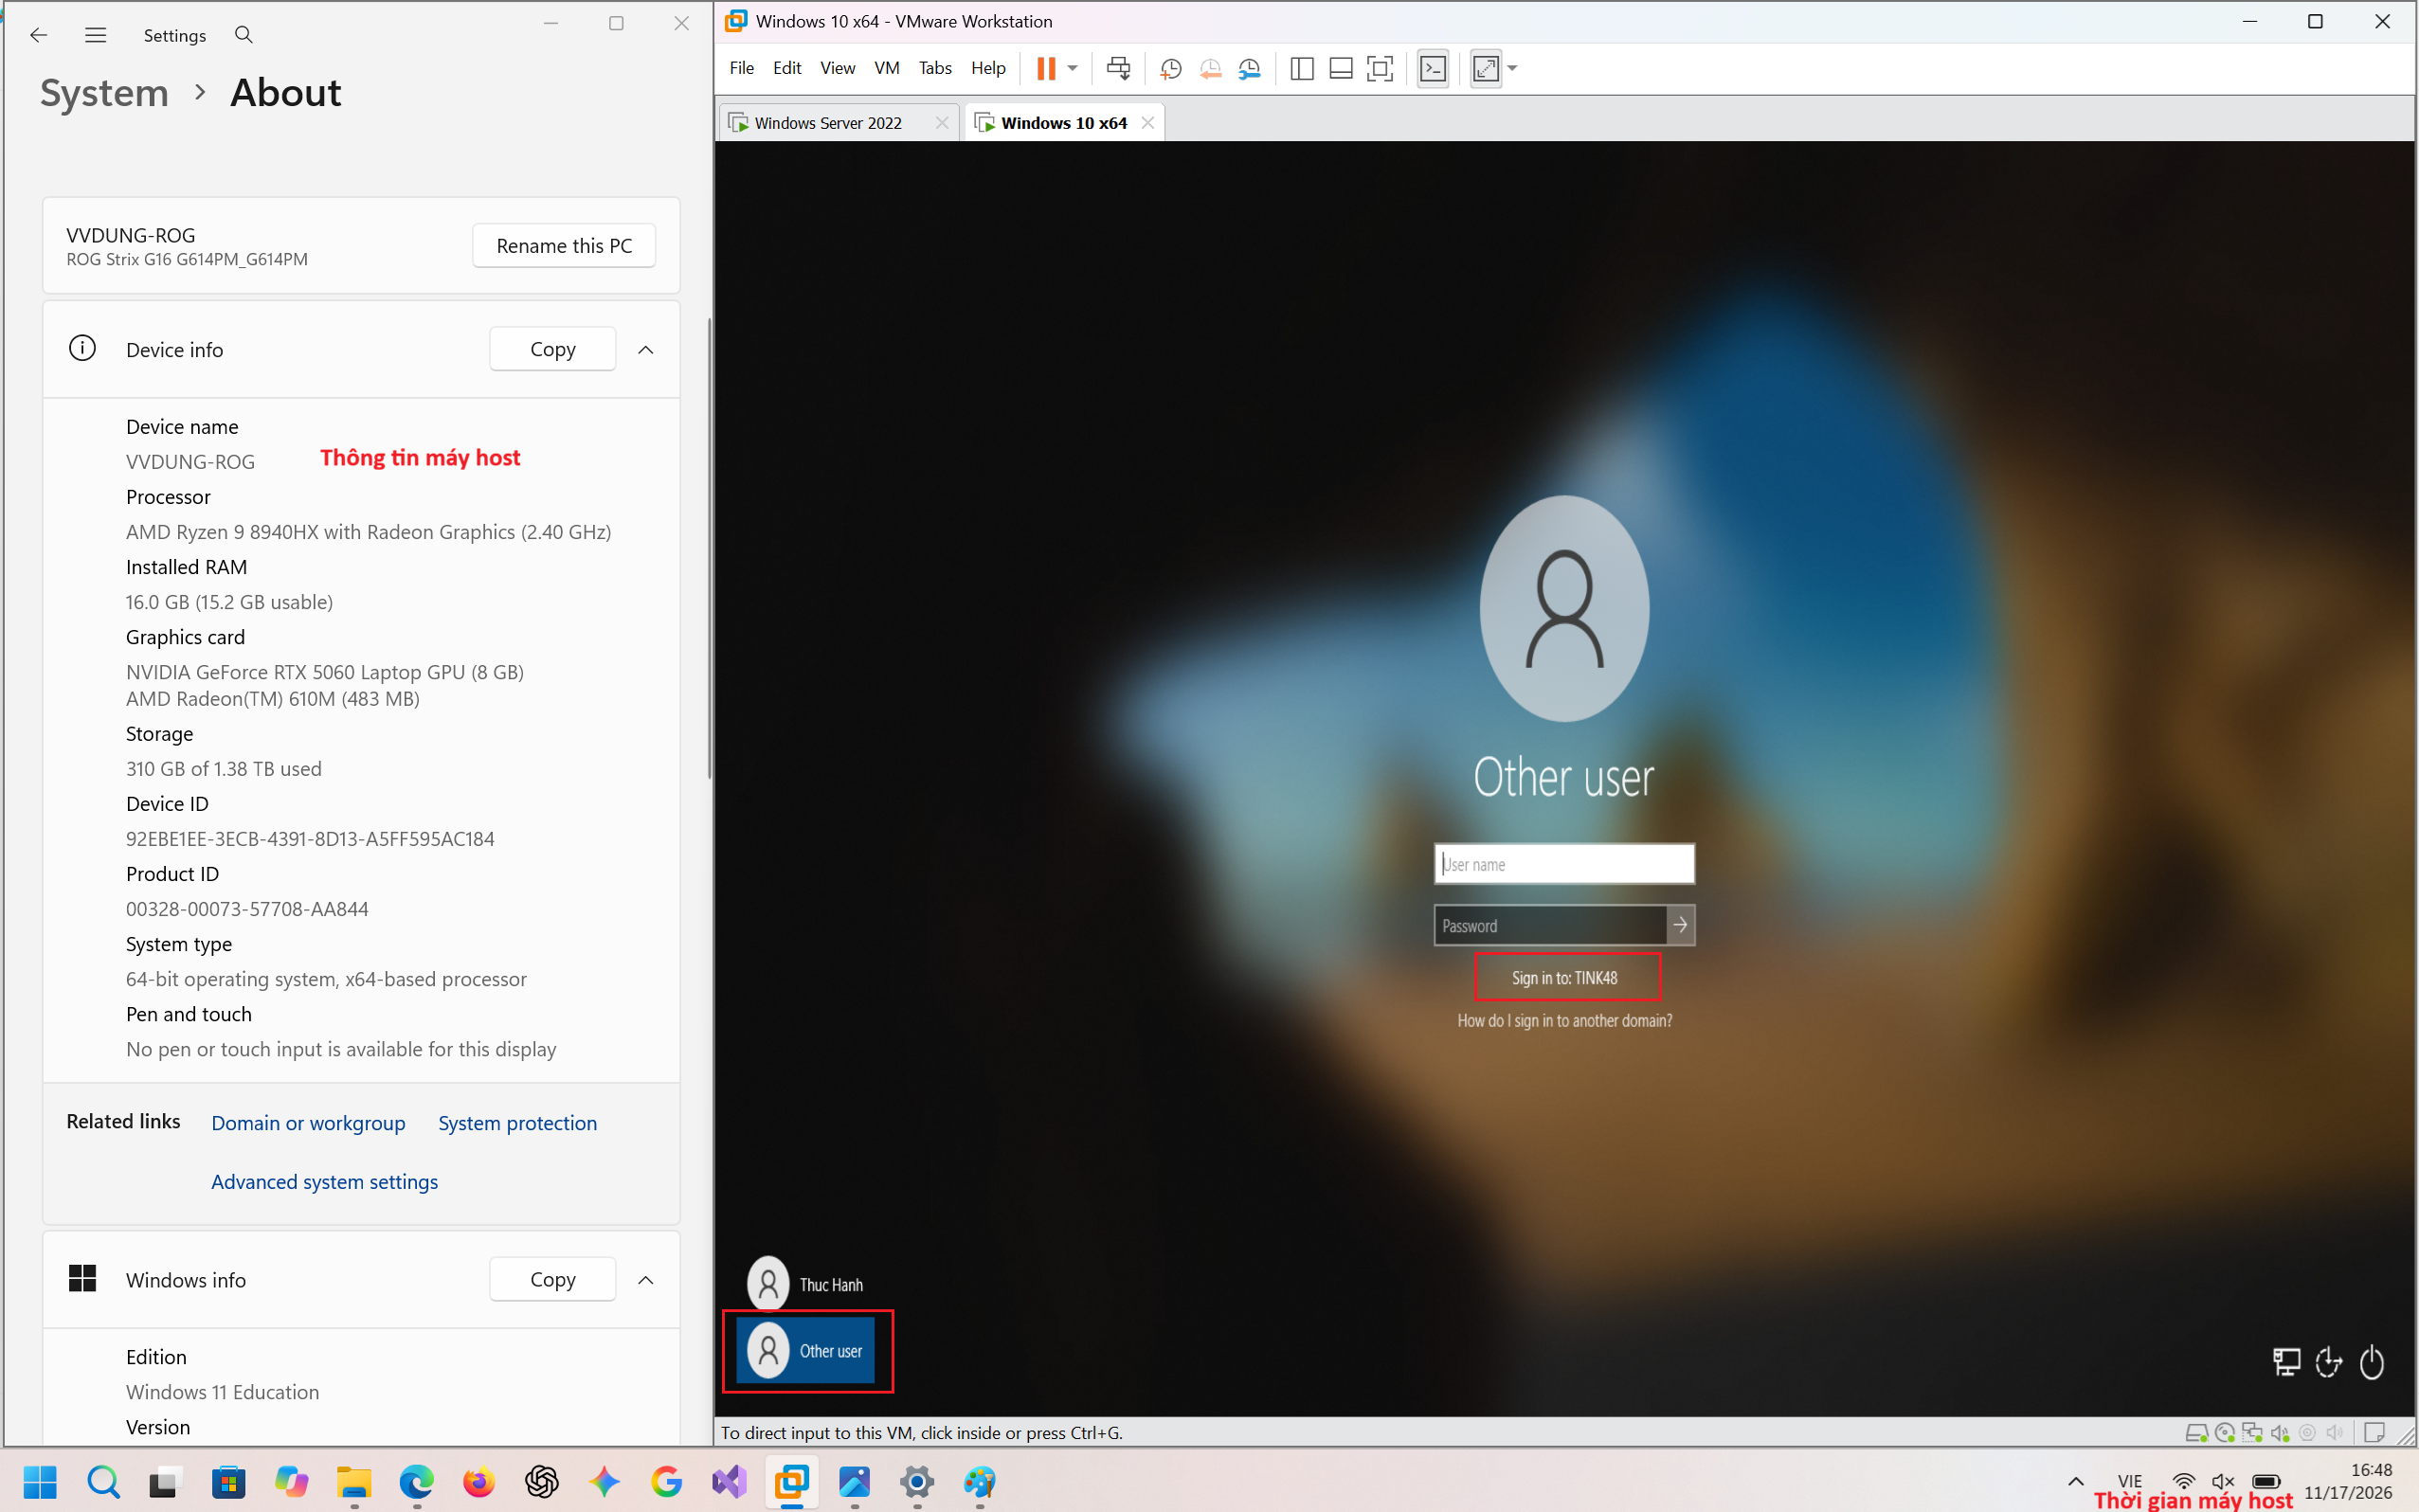 Settings
System > About
VVDUNG-ROG
ROG Strix G16 G614PM_G614PM
Rename this PC
Device info
Copy
Device name
VVDUNG-ROG
Thông tin máy host
Processor
AMD Ryzen 9 8940HX with Radeon Graphics (2.40 GHz)
Installed RAM
16.0 GB (15.2 GB usable)
Graphics card
NVIDIA GeForce RTX 5060 Laptop GPU (8 GB)
AMD Radeon(TM) 610M (483 MB)
Storage
310 GB of 1.38 TB used
Device ID
92EBE1EE-3ECB-4391-8D13-A5FF595AC184
Product ID
00328-00073-57708-AA844
System type
64-bit operating system, x64-based processor
Pen and touch
No pen or touch input is available for this display
Related links
Domain or workgroup
System protection
Advanced system settings
Windows info
Copy
Edition
Windows 11 Education
Version
Windows 10 x64 - VMware Workstation
File Edit View VM Tabs Help
Windows Server 2022
Windows 10 x64
Other user
User name
Password
Sign in to: TINK48
How do I sign in to another domain?
Thuc Hanh
Other user
To direct input to this VM, click inside or press Ctrl+G.
VIE
16:48
Thời gian máy host
11/17/2026